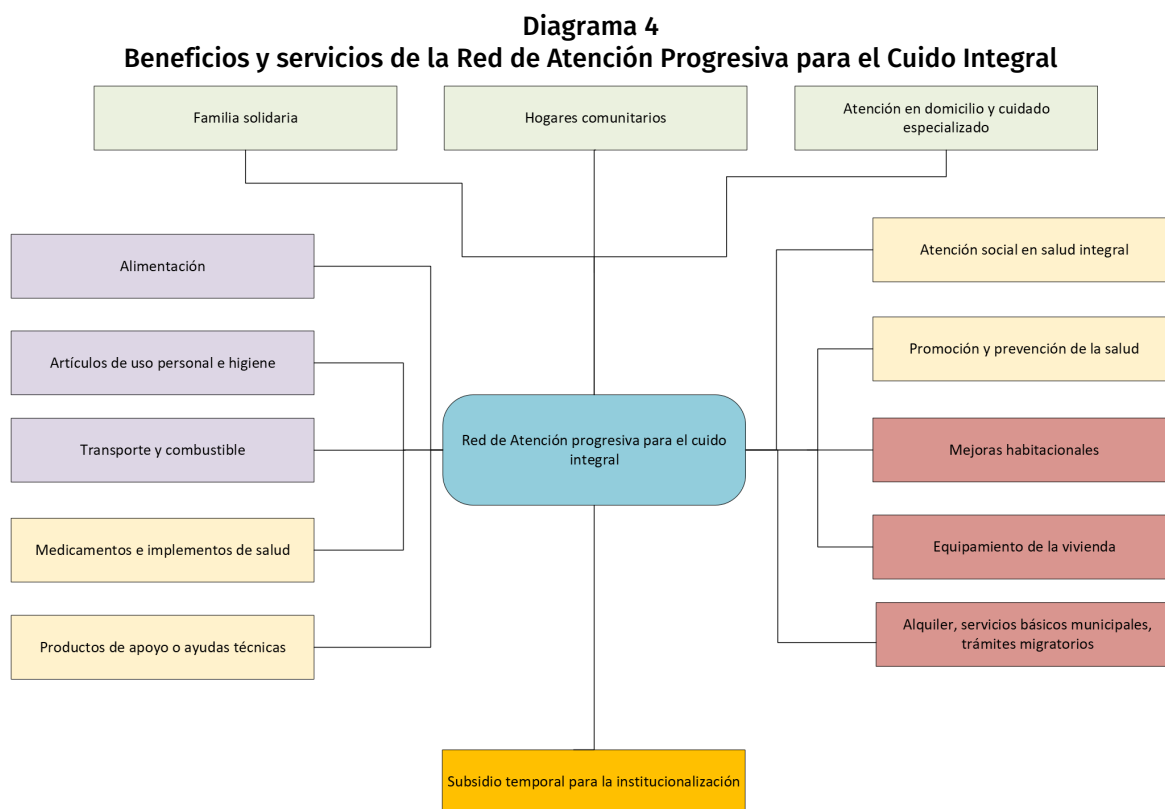 Diagrama 4
Beneficios y servicios de la Red de Atención Progresiva para el Cuido Integral
Familia solidaria
Hogares comunitarios
Atención en domicilio y cuidado
especializado
Alimentación
Artículos de uso personal e higiene
Transporte y combustible
Medicamentos e implementos de salud
Productos de apoyo o ayudas técnicas
Red de Atención progresiva para el cuido
integral
Atención social en salud integral
Promoción y prevención de la salud
Mejoras habitacionales
Equipamiento de la vivienda
Alquiler, servicios básicos municipales,
trámites migratorios
Subsidio temporal para la institucionalización